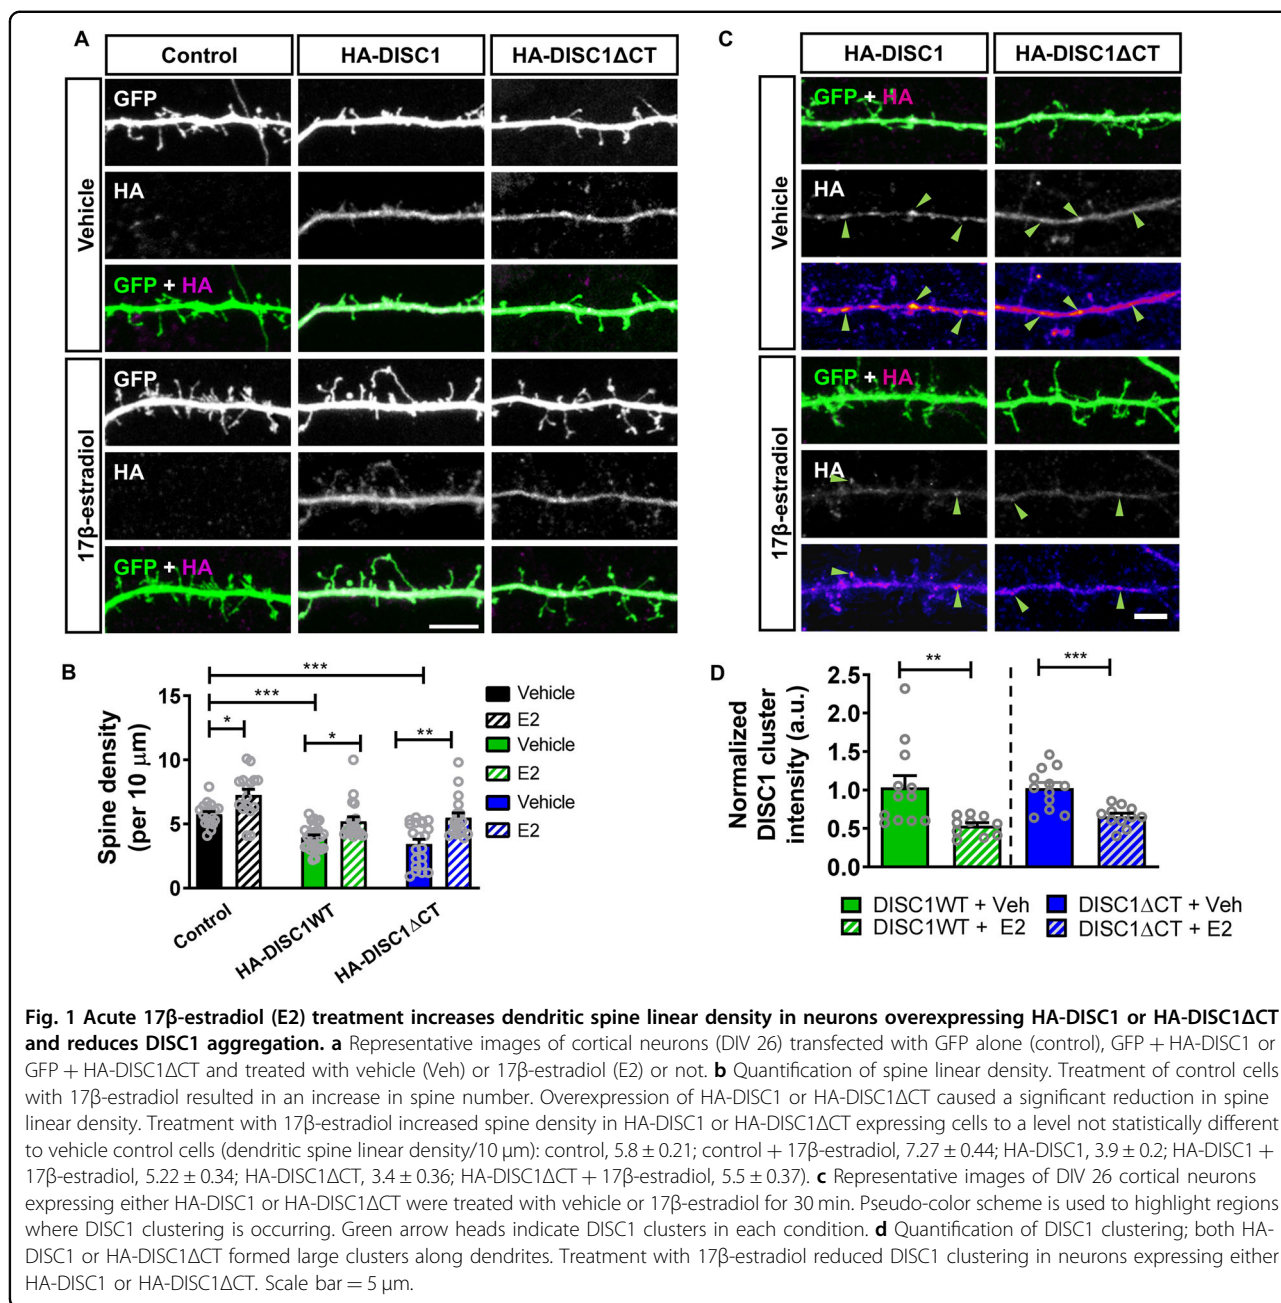 A
Control
HA-DISC1
HA-DISC1ΔCT
Vehicle
GFP
HA
GFP + HA
17β-estradiol
GFP
HA
GFP + HA
C
HA-DISC1
HA-DISC1ΔCT
Vehicle
GFP + HA
HA
17β-estradiol
GFP + HA
HA
B
Spine density
(per 10 μm)
15
10
5
0
*
***
***
*
**
Control
HA-DISC1WT
HA-DISC1ΔCT
Vehicle
E2
Vehicle
E2
Vehicle
E2
D
Normalized
DISC1 cluster
intensity (a.u.)
2.5
2.0
1.5
1.0
0.5
0.0
**
***
DISC1WT + Veh
DISC1ΔCT + Veh
DISC1WT + E2
DISC1ΔCT + E2
Fig. 1 Acute 17β-estradiol (E2) treatment increases dendritic spine linear density in neurons overexpressing HA-DISC1 or HA-DISC1ΔCT
and reduces DISC1 aggregation. a Representative images of cortical neurons (DIV 26) transfected with GFP alone (control), GFP + HA-DISC1 or
GFP + HA-DISC1ΔCT and treated with vehicle (Veh) or 17β-estradiol (E2) or not. b Quantification of spine linear density. Treatment of control cells
with 17β-estradiol resulted in an increase in spine number. Overexpression of HA-DISC1 or HA-DISC1ΔCT caused a significant reduction in spine
linear density. Treatment with 17β-estradiol increased spine density in HA-DISC1 or HA-DISC1ΔCT expressing cells to a level not statistically different
to vehicle control cells (dendritic spine linear density/10 μm): control, 5.8 ± 0.21; control + 17β-estradiol, 7.27 ± 0.44; HA-DISC1, 3.9 ± 0.2; HA-DISC1 +
17β-estradiol, 5.22 ± 0.34; HA-DISC1ΔCT, 3.4 ± 0.36; HA-DISC1ΔCT + 17β-estradiol, 5.5 ± 0.37). c Representative images of DIV 26 cortical neurons
expressing either HA-DISC1 or HA-DISC1ΔCT were treated with vehicle or 17β-estradiol for 30 min. Pseudo-color scheme is used to highlight regions
where DISC1 clustering is occurring. Green arrow heads indicate DISC1 clusters in each condition. d Quantification of DISC1 clustering; both HA-
DISC1 or HA-DISC1ΔCT formed large clusters along dendrites. Treatment with 17β-estradiol reduced DISC1 clustering in neurons expressing either
HA-DISC1 or HA-DISC1ΔCT. Scale bar = 5 μm.